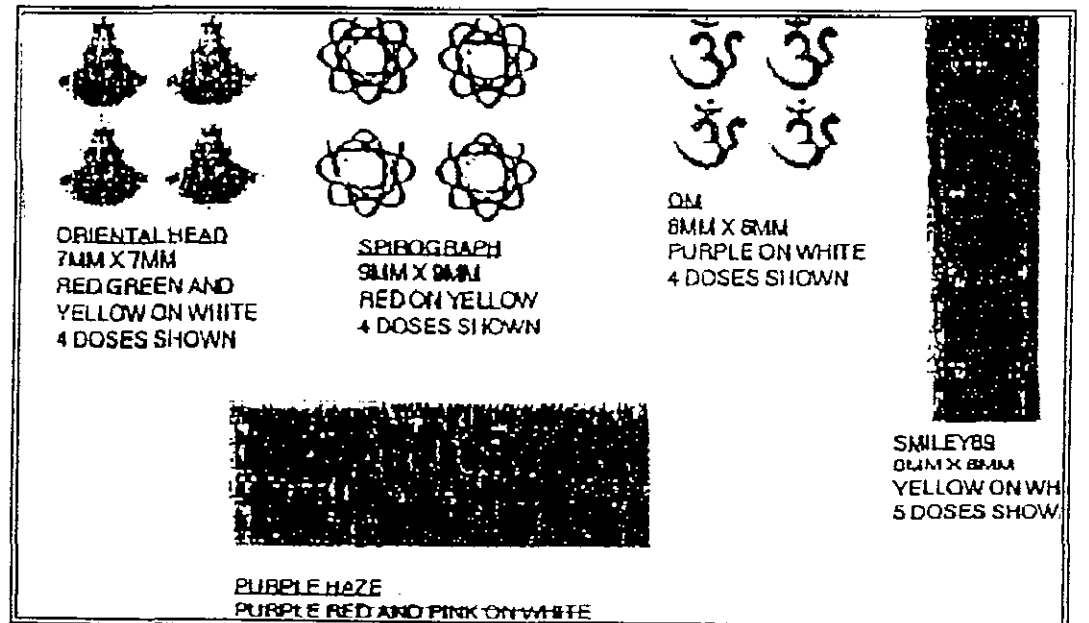 ORIENTAL HEAD
7MM X 7MM
RED GREEN AND
YELLOW ON WHITE
4 DOSES SHOWN
SPIROGRAPH
9MM X 9MM
RED ON YELLOW
4 DOSES SHOWN
OM
8MM X 8MM
PURPLE ON WHITE
4 DOSES SHOWN
SMILEY89
8MM X 8MM
YELLOW ON WH
5 DOSES SHOW
PURPLE HAZE
PURPLE RED AND PINK ON WHITE